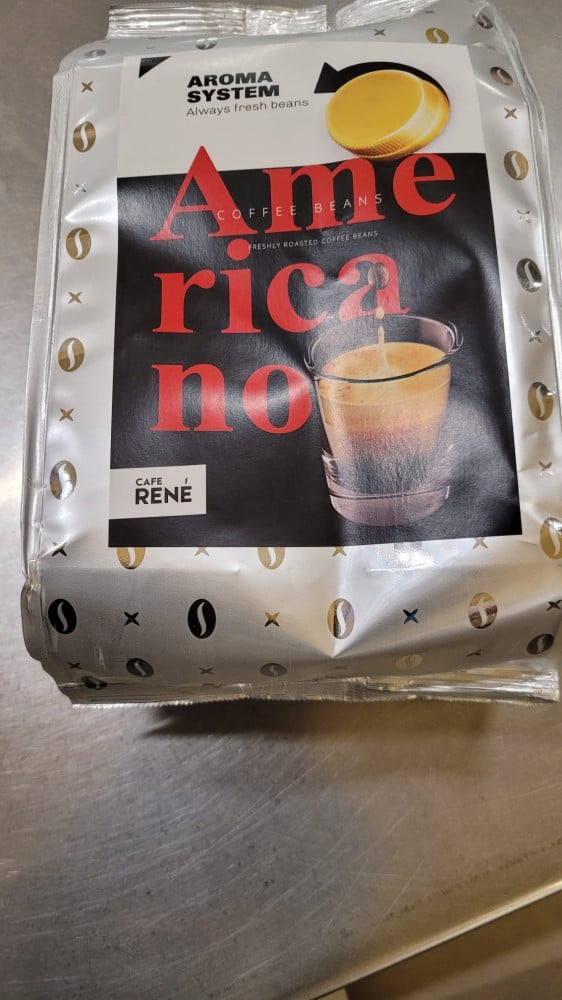 AROMA
SYSTEM
Always fresh beans
Ame
COFFEE BEANS
FRESHLY ROASTED COFFEE BEANS
rica
no
CAFE
RENÉ